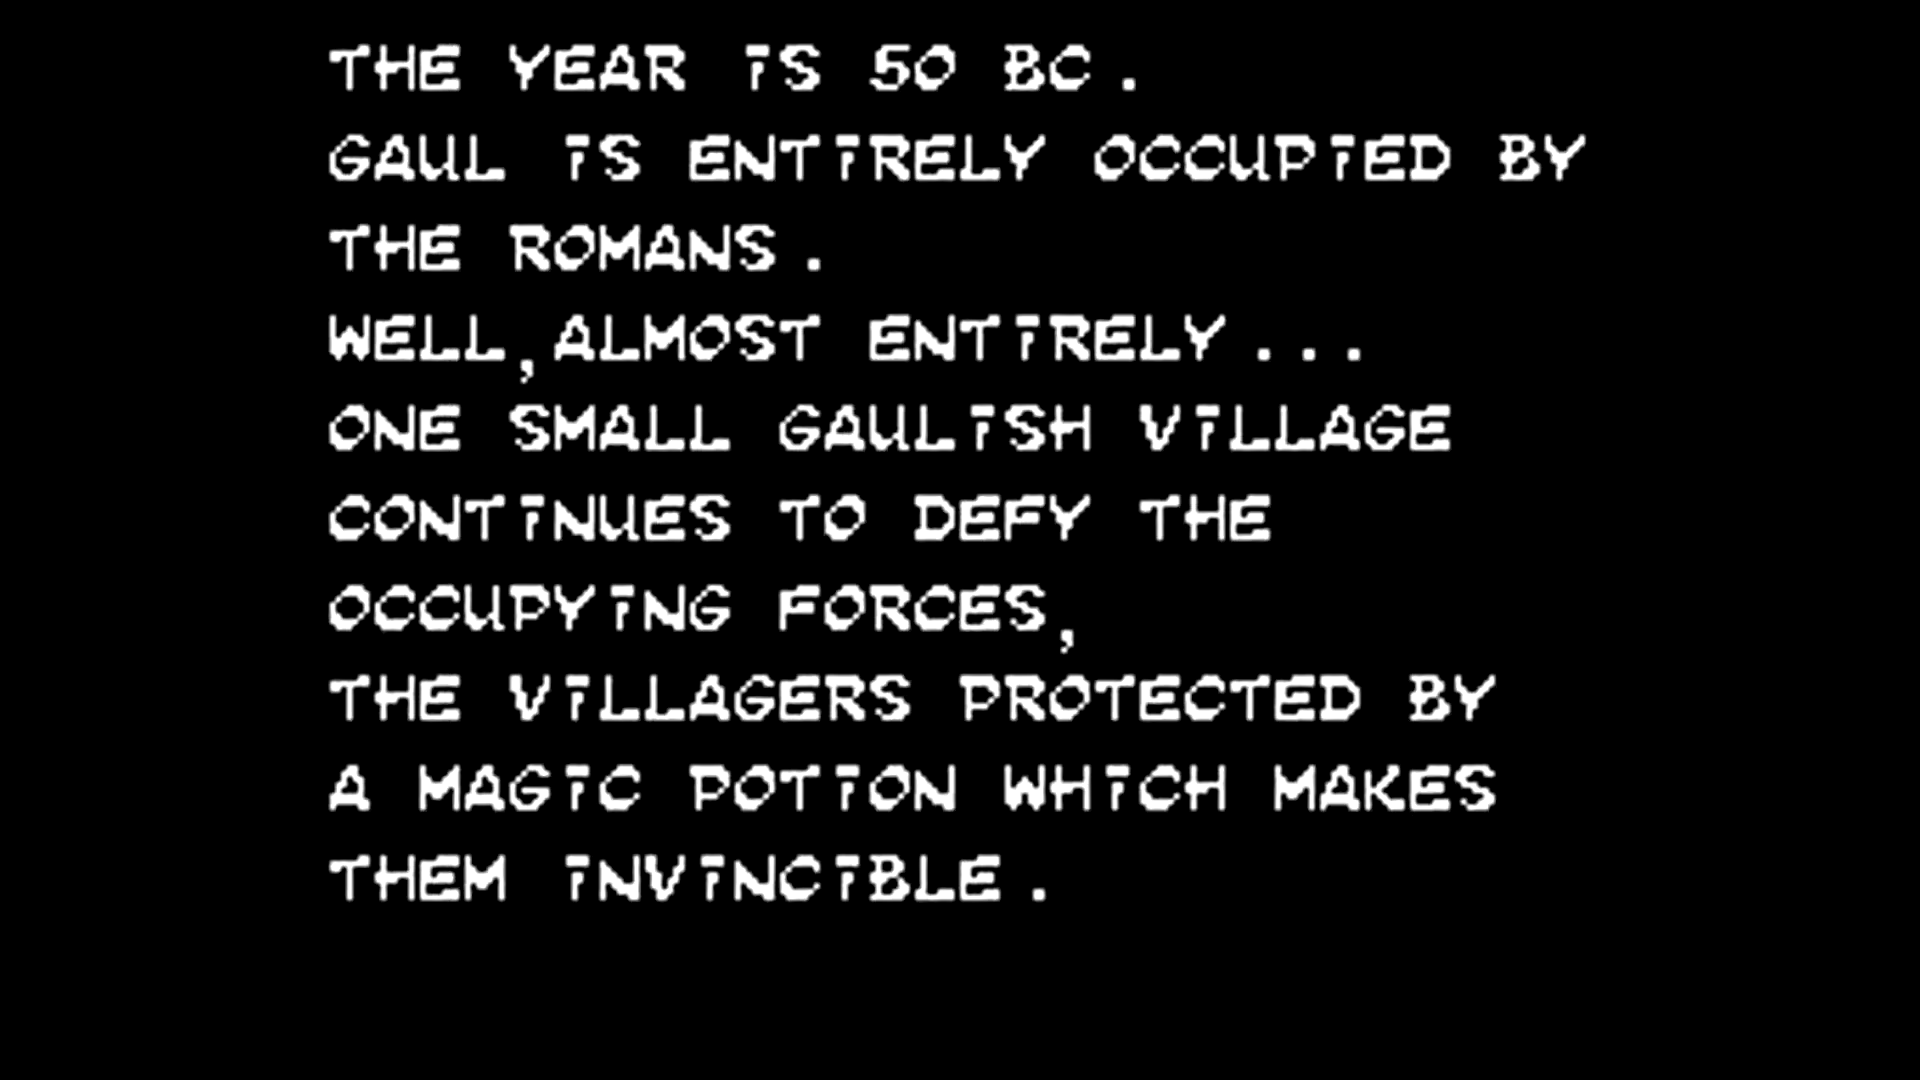 THE YEAR IS 50 BC.
GAUL IS ENTIRELY OCCUPIED BY
THE ROMANS.
WELL,ALMOST ENTIRELY...
ONE SMALL GAULISH VILLAGE
CONTINUES TO DEFY THE
OCCUPYING FORCES,
THE VILLAGERS PROTECTED BY
A MAGIC POTION WHICH MAKES
THEM INVINCIBLE.